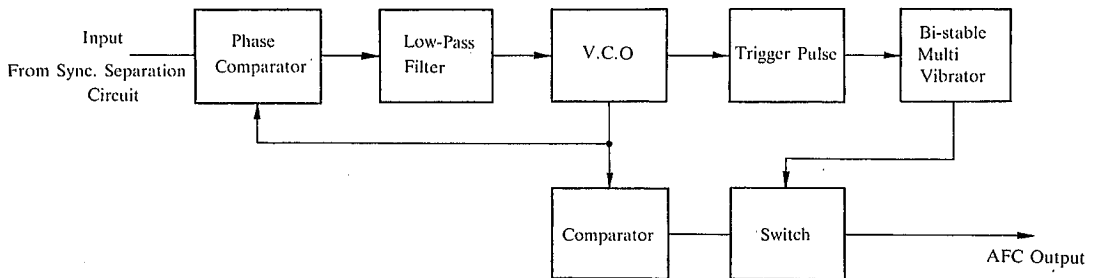 Input
From Sync. Separation
Circuit
Phase
Comparator
Low-Pass
Filter
V.C.O
Trigger Pulse
Bi-stable
Multi
Vibrator
Comparator
Switch
AFC Output